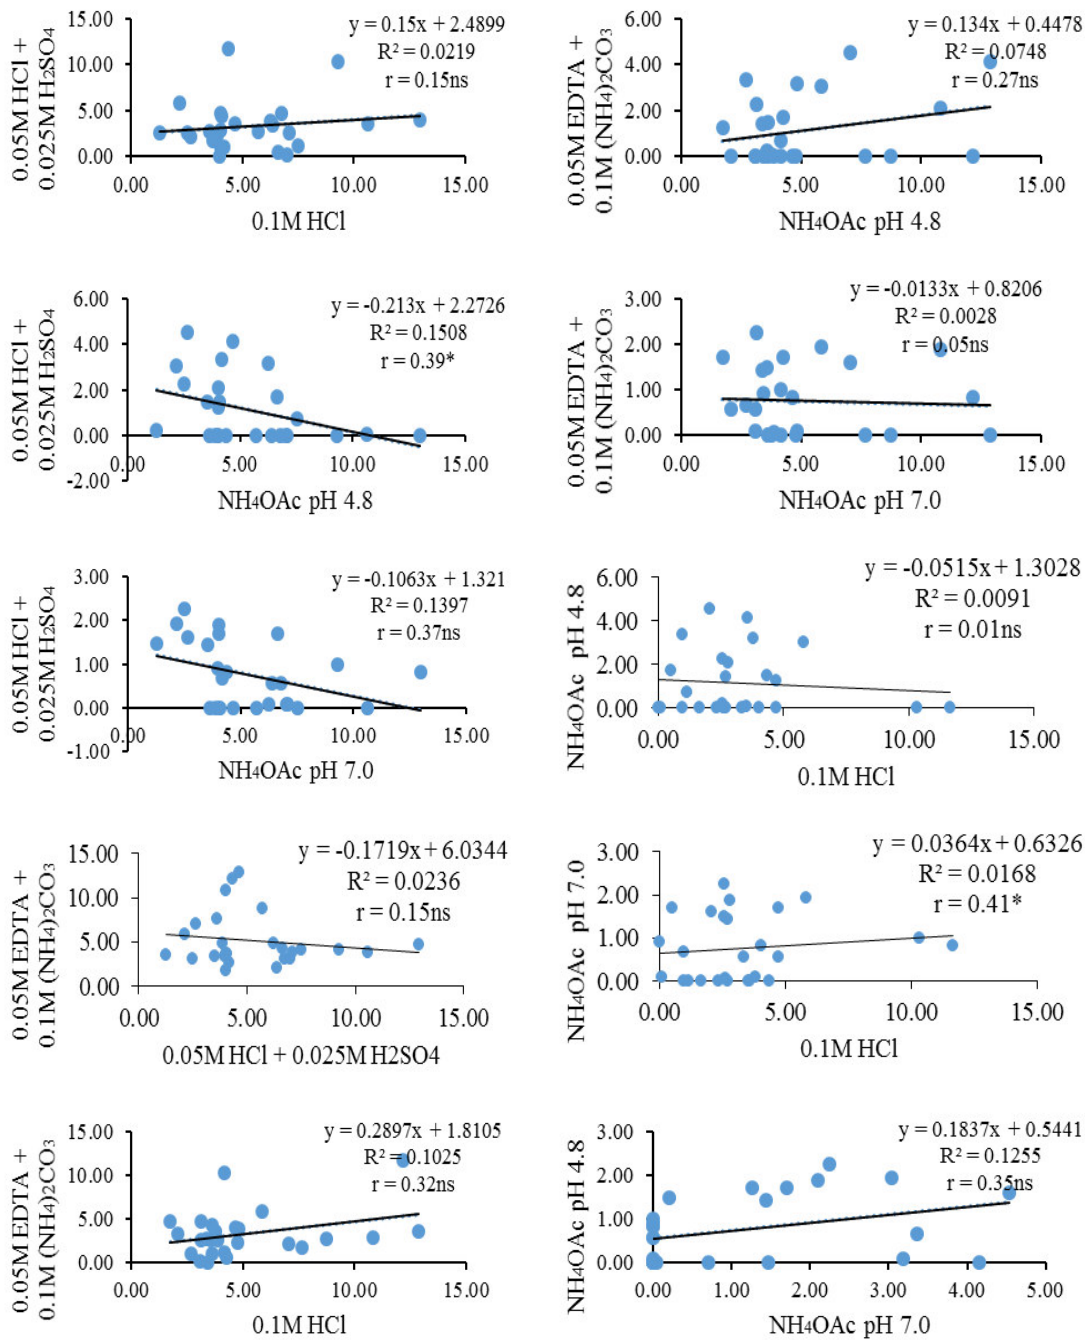 0.05M HCl +
0.025M H₂SO₄
15.00
10.00
5.00
0.00
0.00 5.00 10.00 15.00
0.1M HCl
y = 0.15x + 2.4899
R² = 0.0219
r = 0.15ns
0.05M EDTA +
0.1M (NH₄)₂CO₃
6.00
4.00
2.00
0.00
0.00 5.00 10.00 15.00
NH₄OAc pH 4.8
y = 0.134x + 0.4478
R² = 0.0748
r = 0.27ns
0.05M HCl +
0.025M H₂SO₄
6.00
4.00
2.00
0.00
-2.00
0.00 5.00 10.00 15.00
NH₄OAc pH 4.8
y = -0.213x + 2.2726
R² = 0.1508
r = 0.39*
0.05M EDTA +
0.1M (NH₄)₂CO₃
3.00
2.00
1.00
0.00
0.00 5.00 10.00 15.00
NH₄OAc pH 7.0
y = -0.0133x + 0.8206
R² = 0.0028
r = 0.05ns
0.05M HCl +
0.025M H₂SO₄
3.00
2.00
1.00
0.00
-1.00
0.00 5.00 10.00 15.00
NH₄OAc pH 7.0
y = -0.1063x + 1.321
R² = 0.1397
r = 0.37ns
NH₄OAc pH 4.8
6.00
4.00
2.00
0.00
0.00 5.00 10.00 15.00
0.1M HCl
y = -0.0515x + 1.3028
R² = 0.0091
r = 0.01ns
0.05M EDTA +
0.1M (NH₄)₂CO₃
15.00
10.00
5.00
0.00
0.00 5.00 10.00 15.00
0.05M HCl + 0.025M H2SO4
y = -0.1719x + 6.0344
R² = 0.0236
r = 0.15ns
NH₄OAc pH 7.0
3.00
2.00
1.00
0.00
0.00 5.00 10.00 15.00
0.1M HCl
y = 0.0364x + 0.6326
R² = 0.0168
r = 0.41*
0.05M EDTA +
0.1M (NH₄)₂CO₃
15.00
10.00
5.00
0.00
0.00 5.00 10.00 15.00
0.1M HCl
y = 0.2897x + 1.8105
R² = 0.1025
r = 0.32ns
NH₄OAc pH 4.8
3.00
2.00
1.00
0.00
0.00 1.00 2.00 3.00 4.00 5.0
NH₄OAc pH 7.0
y = 0.1837x + 0.5441
R² = 0.1255
r = 0.35ns